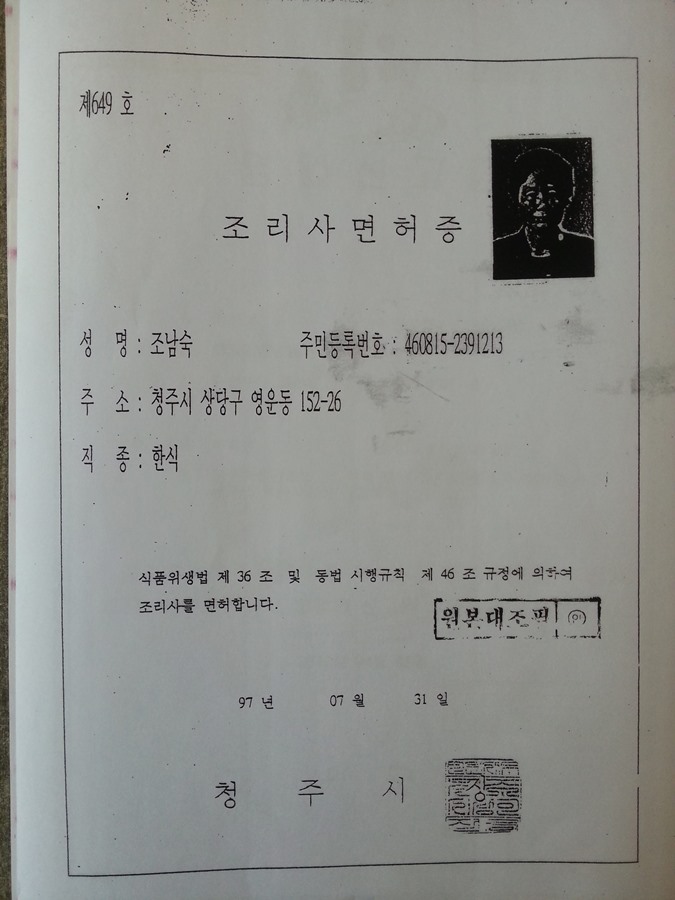 제649 호
조리사면허증
성 명 : 조남숙 주민등록번호 : 460815-2391213
주 소 : 청주시 상당구 영운동 152-26
직 종 : 한식
식품위생법 제 36 조 및 동법 시행규칙 제 46 조 규정에 의하여
조리사를 면허합니다.
원본대조필
97 년 07 월 31 일
청 주 시 장